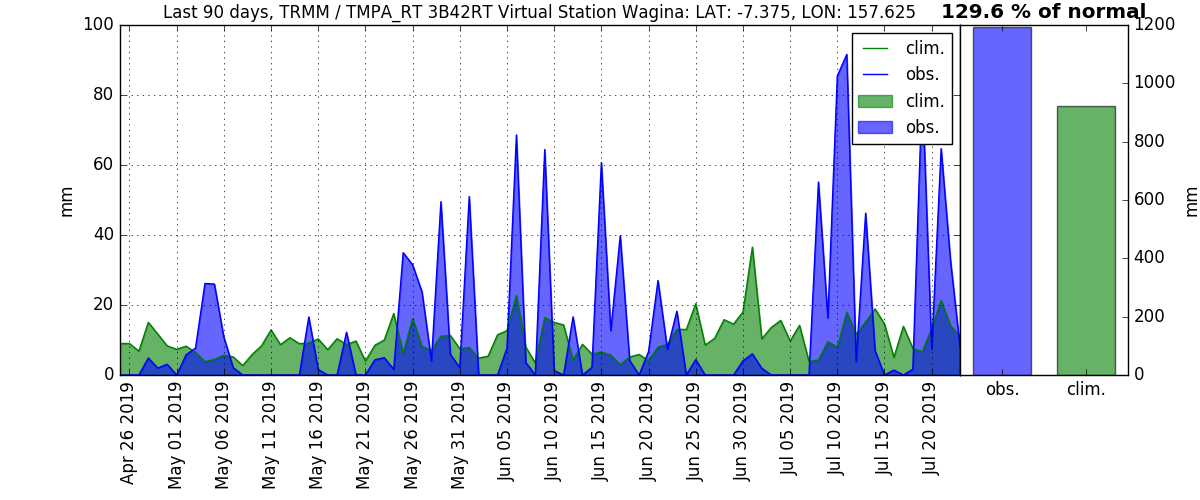 Last 90 days, TRMM / TMPA_RT 3B42RT Virtual Station Wagina: LAT: -7.375, LON: 157.625
129.6 % of normal
100
80
60
40
20
0
mm
clim.
obs.
clim.
obs.
1200
1000
800
600
400
200
0
mm
Apr 26 2019
May 01 2019
May 06 2019
May 11 2019
May 16 2019
May 21 2019
May 26 2019
May 31 2019
Jun 05 2019
Jun 10 2019
Jun 15 2019
Jun 20 2019
Jun 25 2019
Jun 30 2019
Jul 05 2019
Jul 10 2019
Jul 15 2019
Jul 20 2019
obs.
clim.